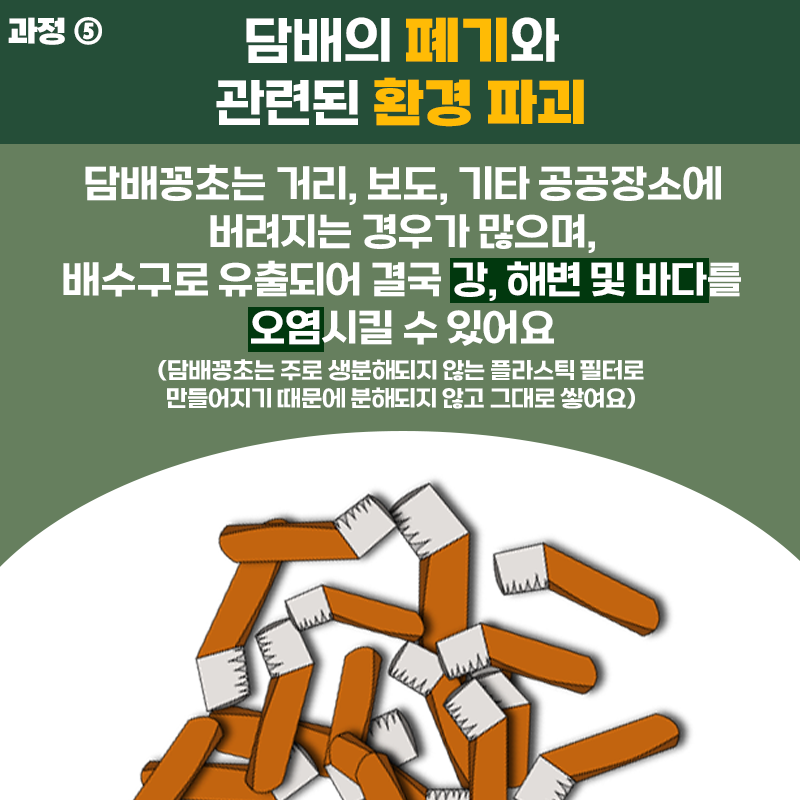 과정 ⑤
담배의 폐기와
관련된 환경 파괴
담배꽁초는 거리, 보도, 기타 공공장소에
버려지는 경우가 많으며,
배수구로 유출되어 결국 강, 해변 및 바다를
오염시킬 수 있어요
(담배꽁초는 주로 생분해되지 않는 플라스틱 필터로
만들어지기 때문에 분해되지 않고 그대로 쌓여요)